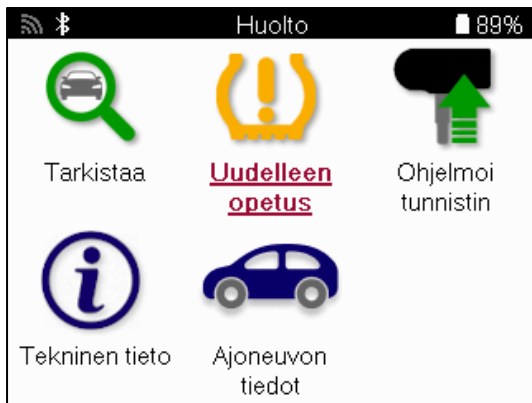 Huolto 89%
Tarkistaa
Uudelleen
opetus
Ohjelmoi
tunnistin
Tekninen tieto
Ajoneuvon
tiedot